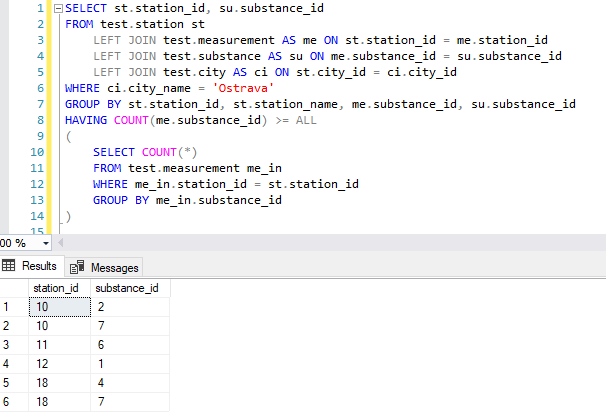 1 SELECT st.station_id, su.substance_id
2 FROM test.station st
3 LEFT JOIN test.measurement AS me ON st.station_id = me.station_id
4 LEFT JOIN test.substance AS su ON me.substance_id = su.substance_id
5 LEFT JOIN test.city AS ci ON st.city_id = ci.city_id
6 WHERE ci.city_name = 'Ostrava'
7 GROUP BY st.station_id, st.station_name, me.substance_id, su.substance_id
8 HAVING COUNT(me.substance_id) >= ALL
9 (
10 SELECT COUNT(*)
11 FROM test.measurement me_in
12 WHERE me_in.station_id = st.station_id
13 GROUP BY me_in.substance_id
14 )
15
00 %
Results Messages
station_id substance_id
1 10 2
2 10 7
3 11 6
4 12 1
5 18 4
6 18 7